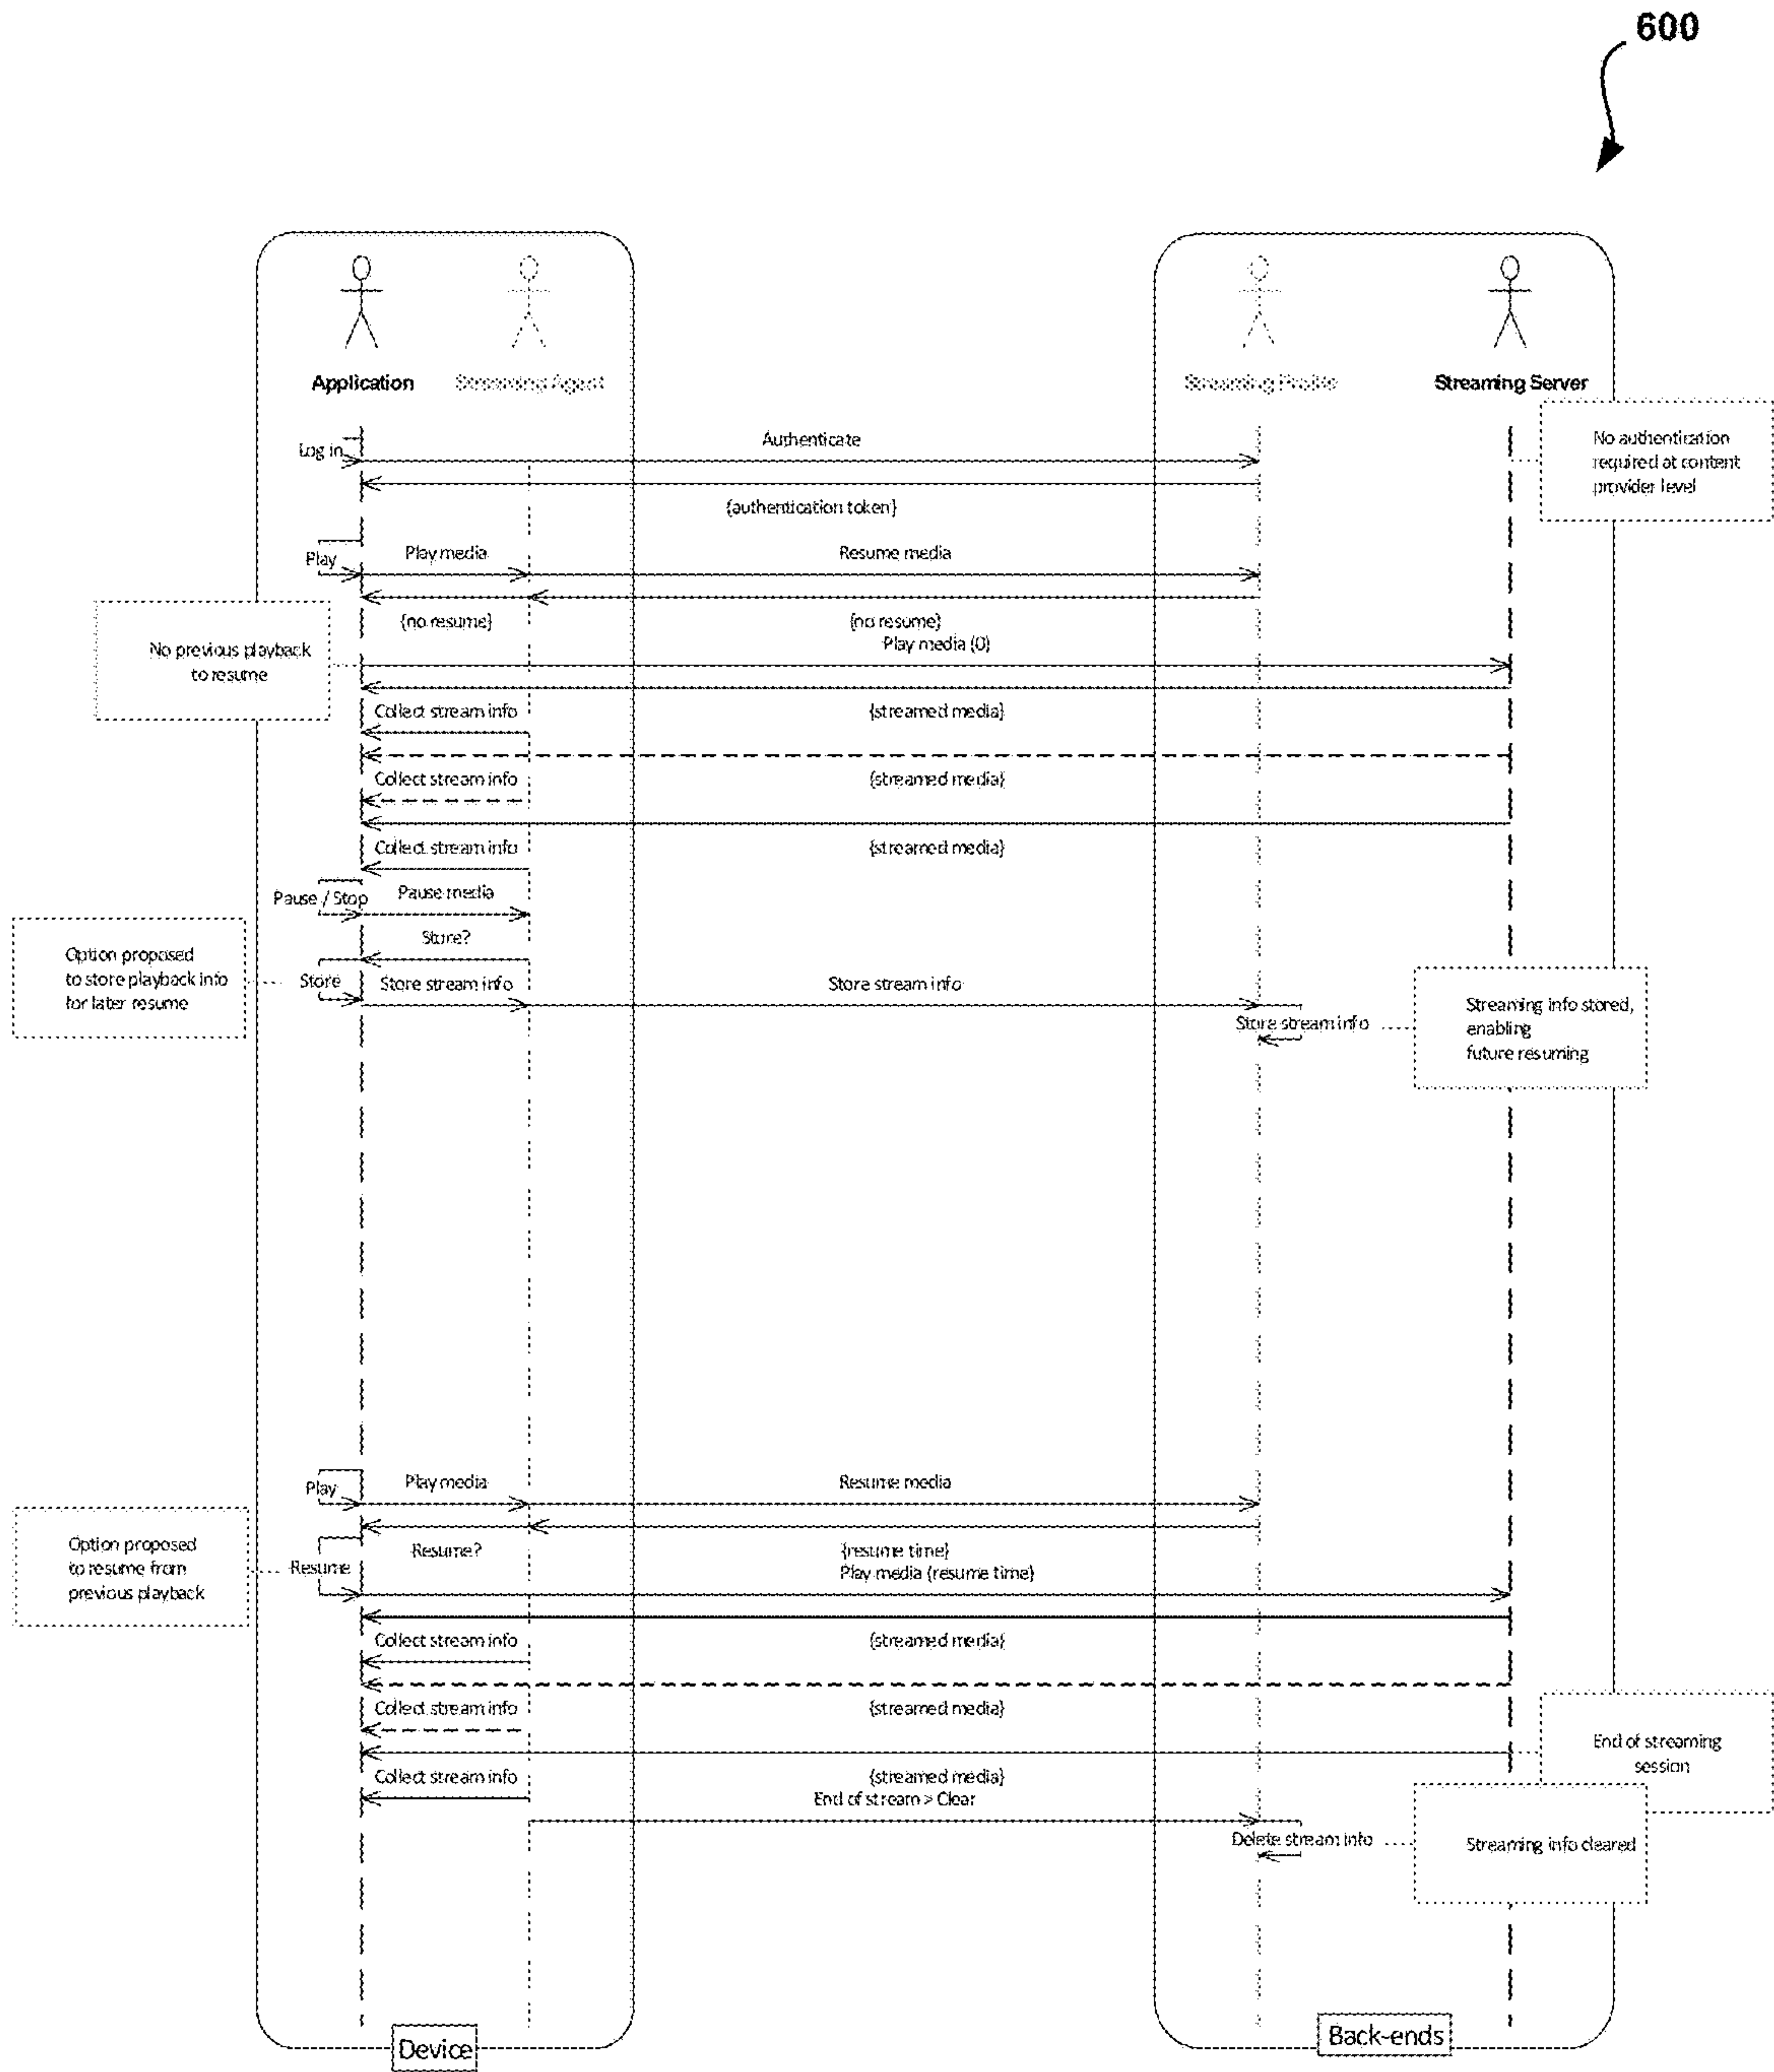 600
Application
Streaming Agent
Streaming Profile
Streaming Server
Log in
Authenticate
No authentication
required at content
provider level
{authentication token}
Play
Play media
Resume media
{no resume}
{no resume}
No previous playback
to resume
Play media (0)
Collect stream info
{streamed media}
Collect stream info
{streamed media}
Collect stream info
{streamed media}
Pause / Stop
Pause media
Store?
Option proposed
to store playback info
for later resume
Store
Store stream info
Store stream info
Store stream info
Streaming info stored,
enabling
future resuming
Play
Play media
Resume media
Option proposed
to resume from
previous playback
Resume?
{resume time}
Resume
Play media (resume time)
Collect stream info
{streamed media}
Collect stream info
{streamed media}
End of streaming
session
Collect stream info
{streamed media}
End of stream > Clear
Delete stream info
Streaming info cleared
Device
Back-ends